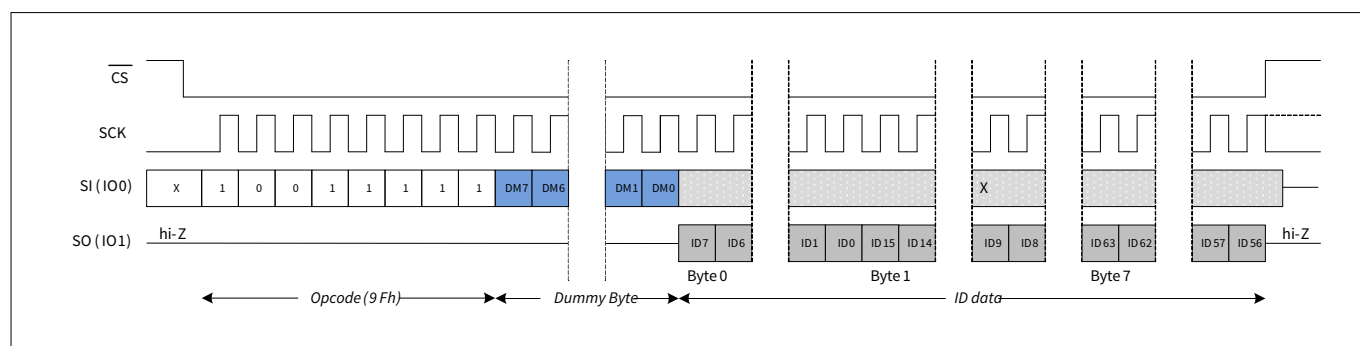 CS
SCK
SI ( IO0 ) X 1 0 0 1 1 1 1 1 DM7 DM6 DM1 DM0 X
SO ( IO1 ) hi-Z ID7 ID6 ID1 ID0 ID15 ID14 ID9 ID8 ID63 ID62 ID57 ID56 hi-Z
Byte 0 Byte 1 Byte 7
Opcode (9 Fh) Dummy Byte ID data